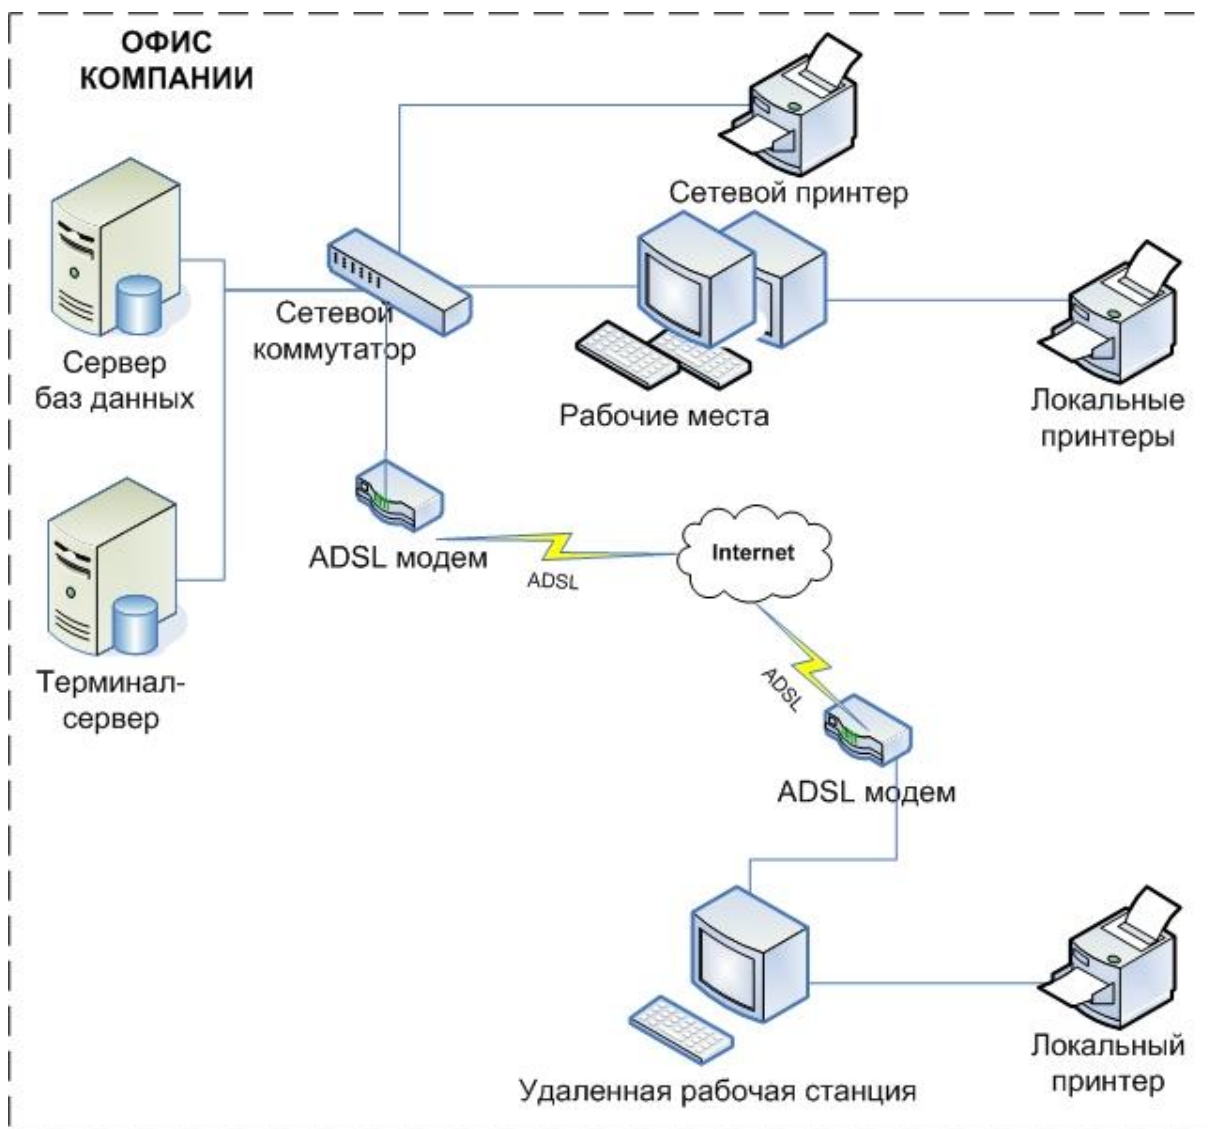 ОФИС
КОМПАНИИ
Сетевой принтер
Сетевой
коммутатор
Сервер
баз данных
Рабочие места
Локальные
принтеры
ADSL модем
ADSL
Internet
Терминал-
сервер
ADSL
ADSL модем
Удаленная рабочая станция
Локальный
принтер